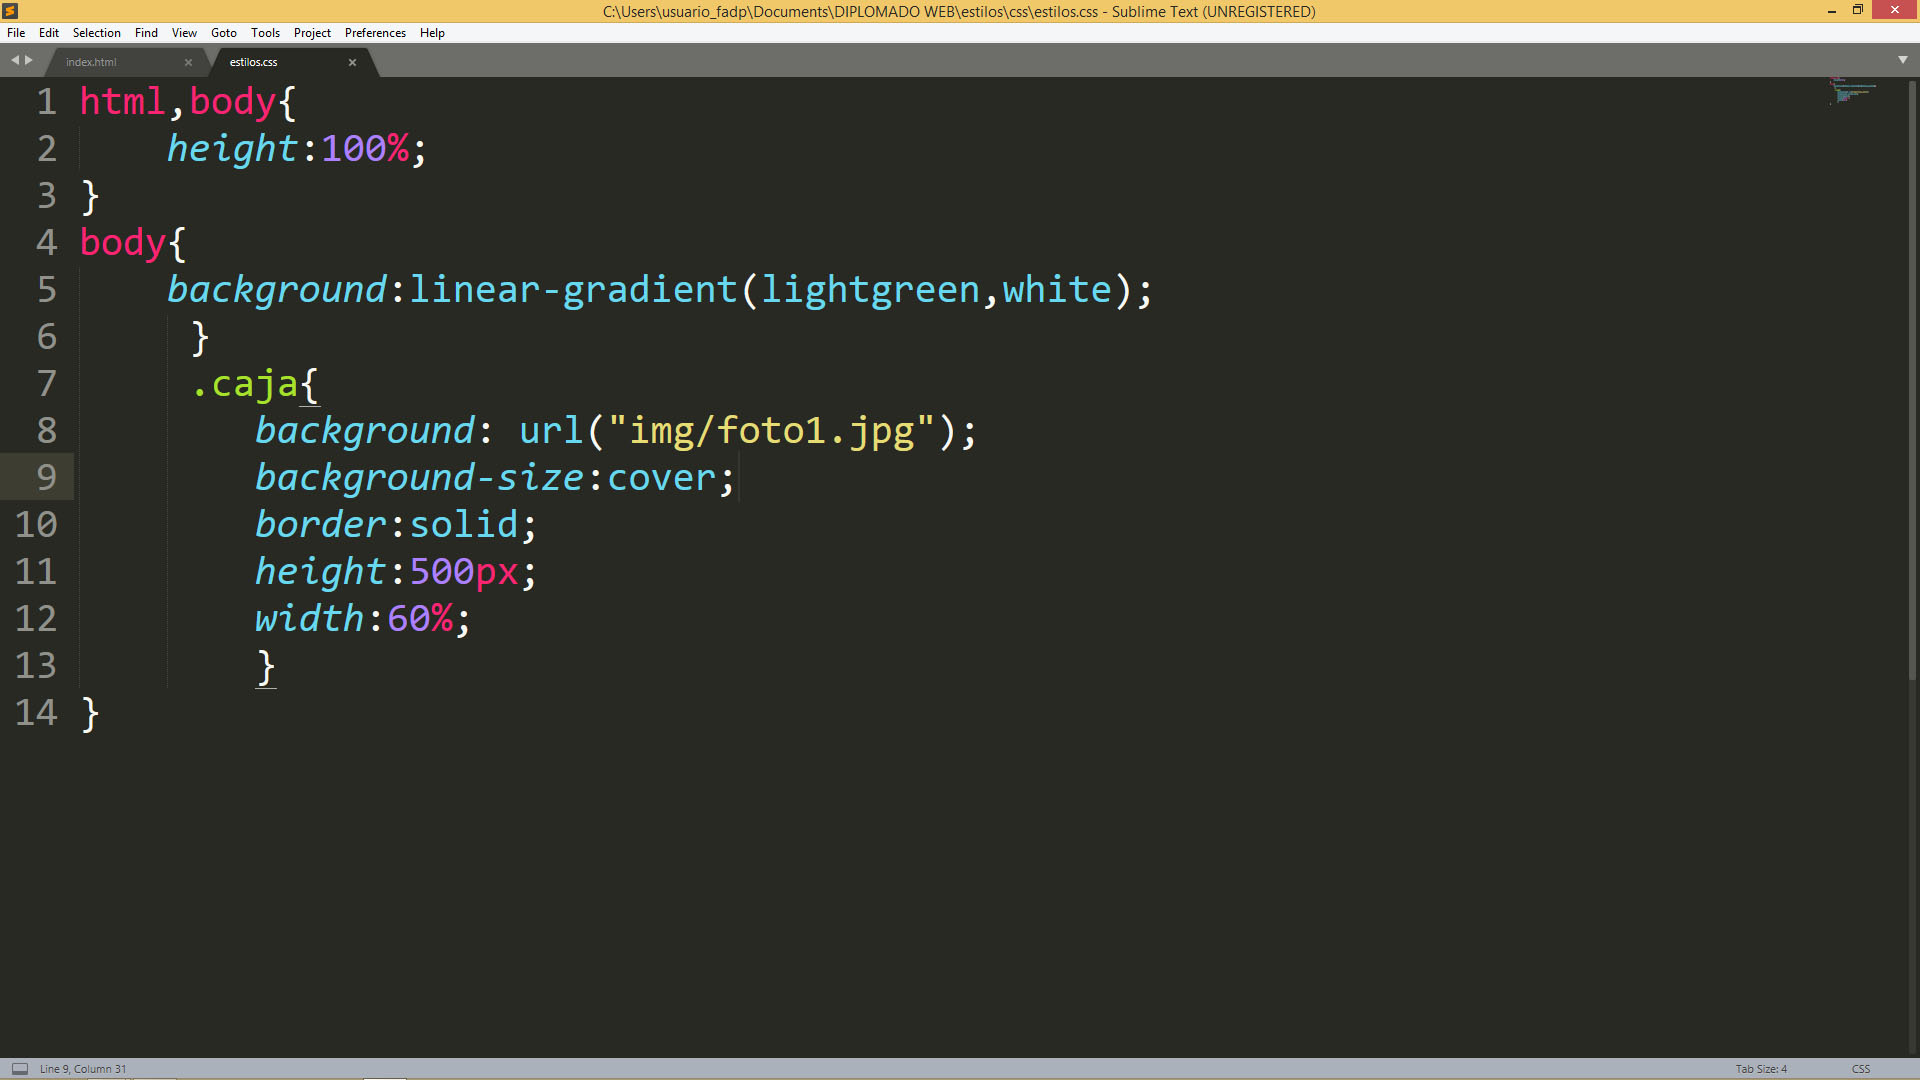 C:\Users\usuario_fadp\Documents\DIPLOMADO WEB\estilos\css\estilos.css - Sublime Text (UNREGISTERED)
File Edit Selection Find View Goto Tools Project Preferences Help
index.html estilos.css
1 html,body{
2 height:100%;
3 }
4 body{
5 background:linear-gradient(lightgreen,white);
6 }
7 .caja{
8 background: url("img/foto1.jpg");
9 background-size:cover;
10 border:solid;
11 height:500px;
12 width:60%;
13 }
14 }
Line 9, Column 31 Tab Size: 4 CSS